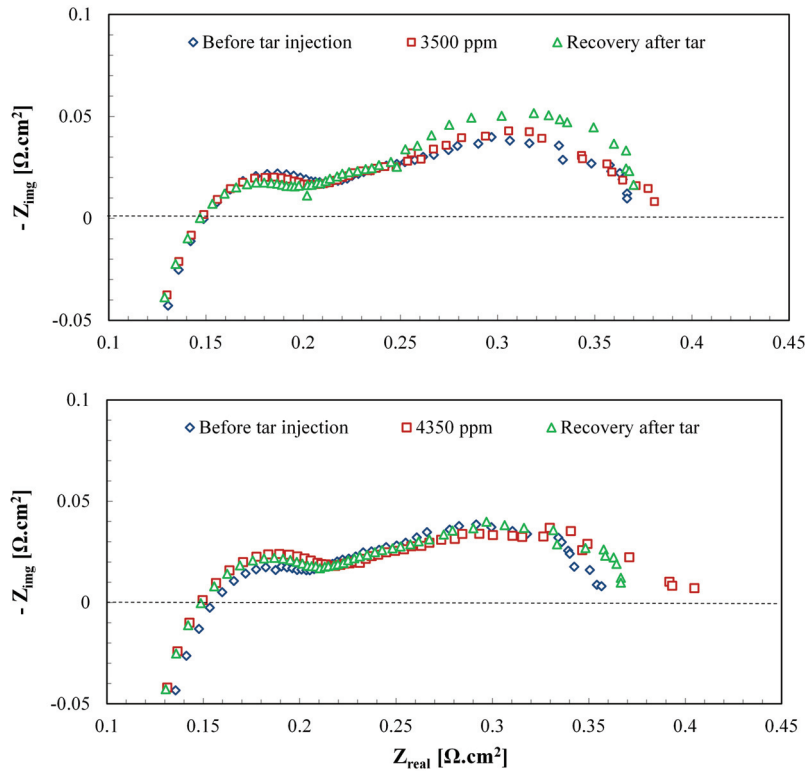 0.1
Before tar injection 3500 ppm Recovery after tar
0.05
- Zimg [Ω.cm²]
0
-0.05
0.1 0.15 0.2 0.25 0.3 0.35 0.4 0.45
0.1
Before tar injection 4350 ppm Recovery after tar
0.05
- Zimg [Ω.cm²]
0
-0.05
0.1 0.15 0.2 0.25 0.3 0.35 0.4 0.45
Zreal [Ω.cm²]